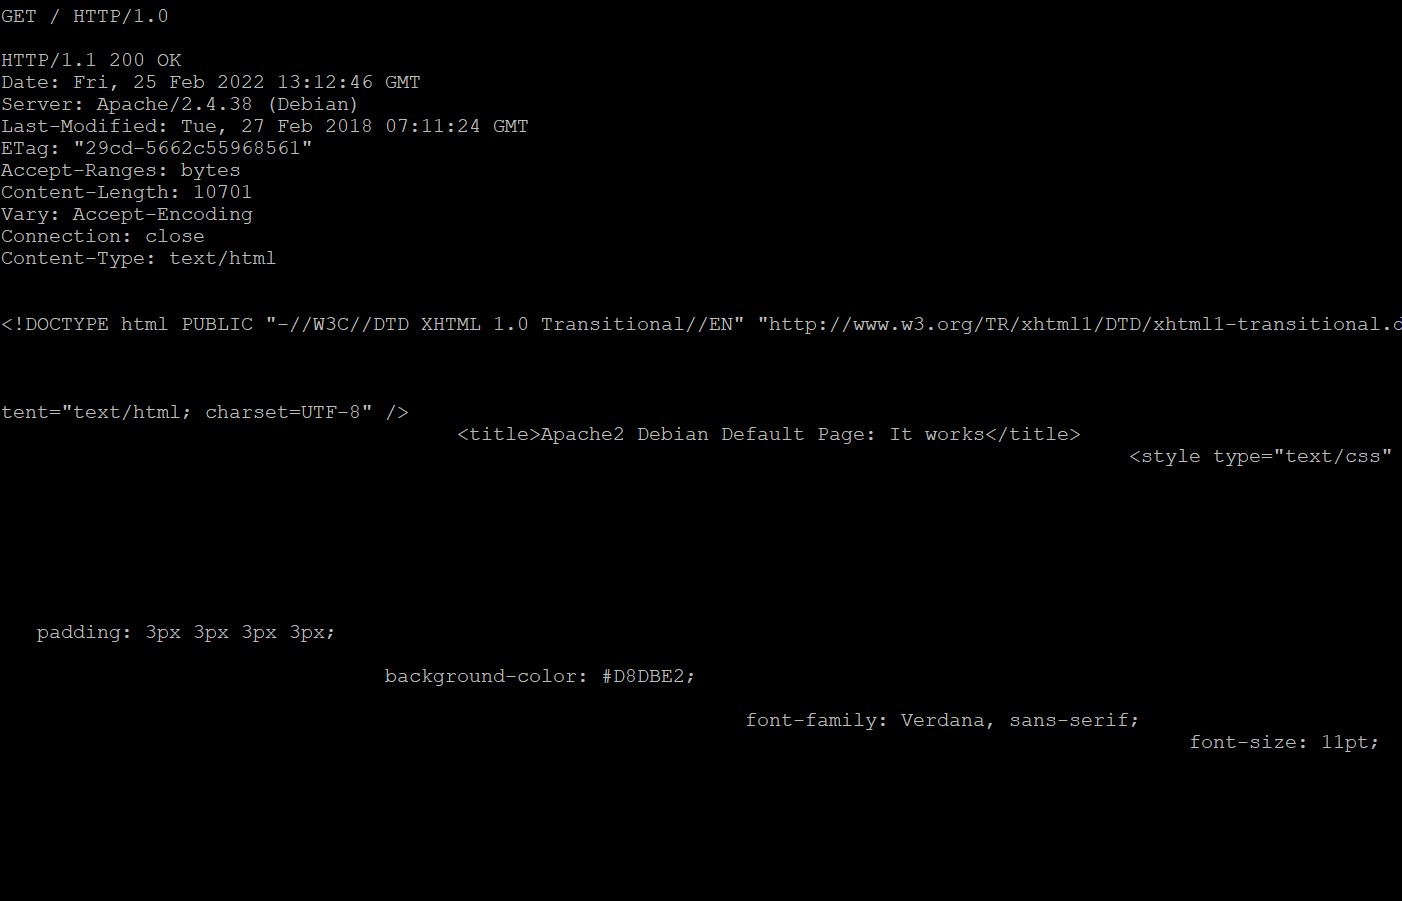 GET / HTTP/1.0
HTTP/1.1 200 OK
Date: Fri, 25 Feb 2022 13:12:46 GMT
Server: Apache/2.4.38 (Debian)
Last-Modified: Tue, 27 Feb 2018 07:11:24 GMT
ETag: "29cd-5662c55968561"
Accept-Ranges: bytes
Content-Length: 10701
Vary: Accept-Encoding
Connection: close
Content-Type: text/html
<!DOCTYPE html PUBLIC "-//W3C//DTD XHTML 1.0 Transitional//EN" "http://www.w3.org/TR/xhtml1/DTD/xhtml1-transitional.d
tent="text/html; charset=UTF-8" />
<title>Apache2 Debian Default Page: It works</title>
<style type="text/css"
padding: 3px 3px 3px 3px;
background-color: #D8DBE2;
font-family: Verdana, sans-serif;
font-size: 11pt;